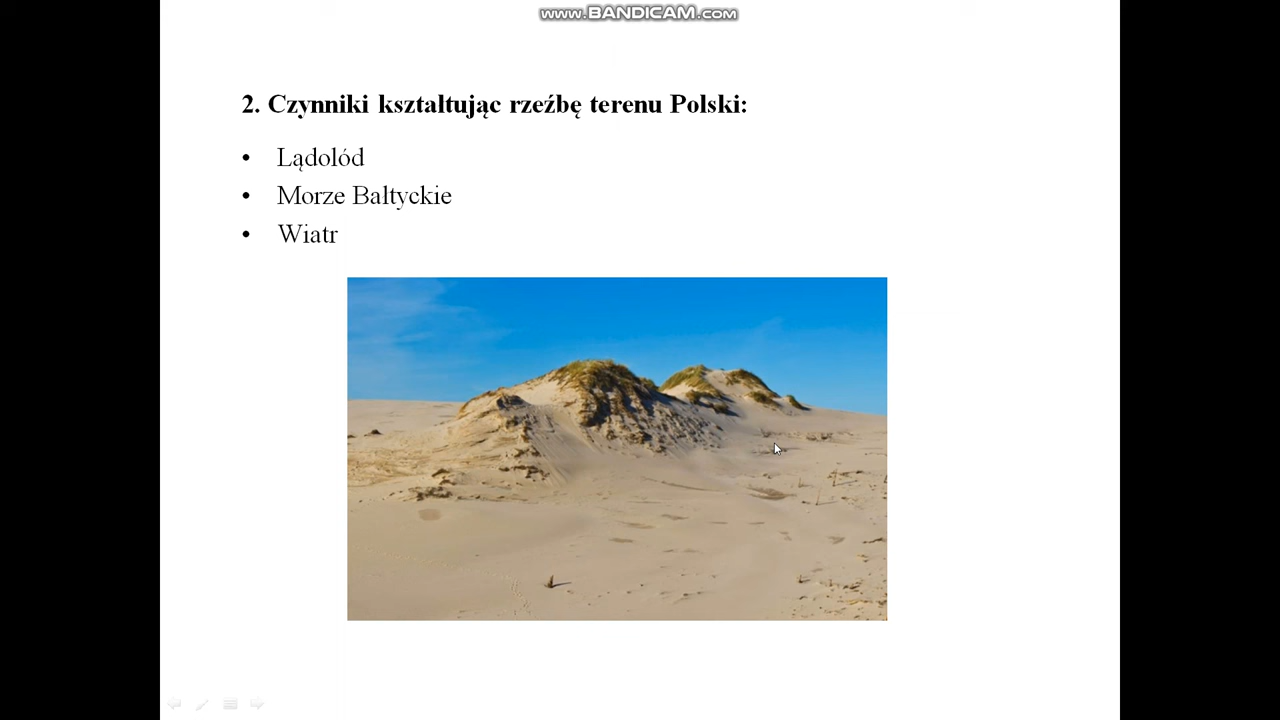 www.BANDICAM.com
2. Czynniki kształtując rzeźbę terenu Polski:
• Lądolód
• Morze Bałtyckie
• Wiatr